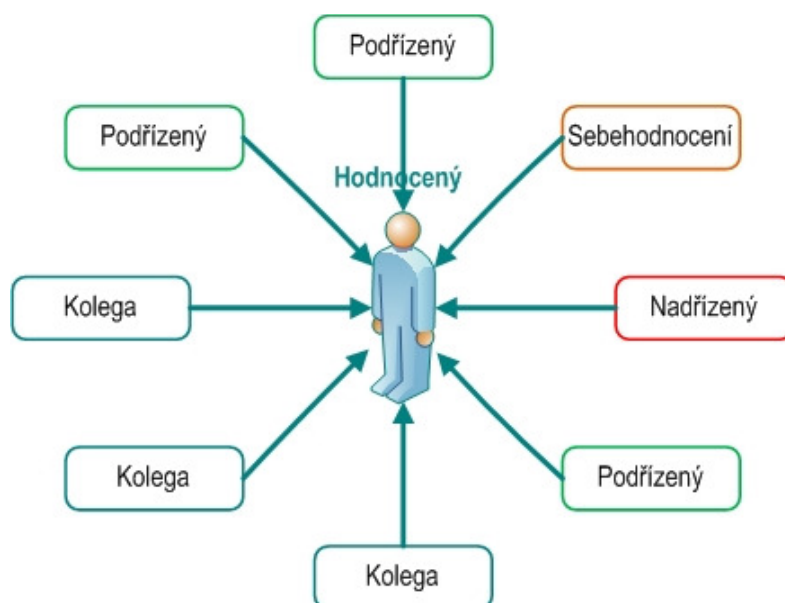 Podřízený
Podřízený
Sebehodnocení
Hodnocený
Kolega
Nadřízený
Kolega
Podřízený
Kolega